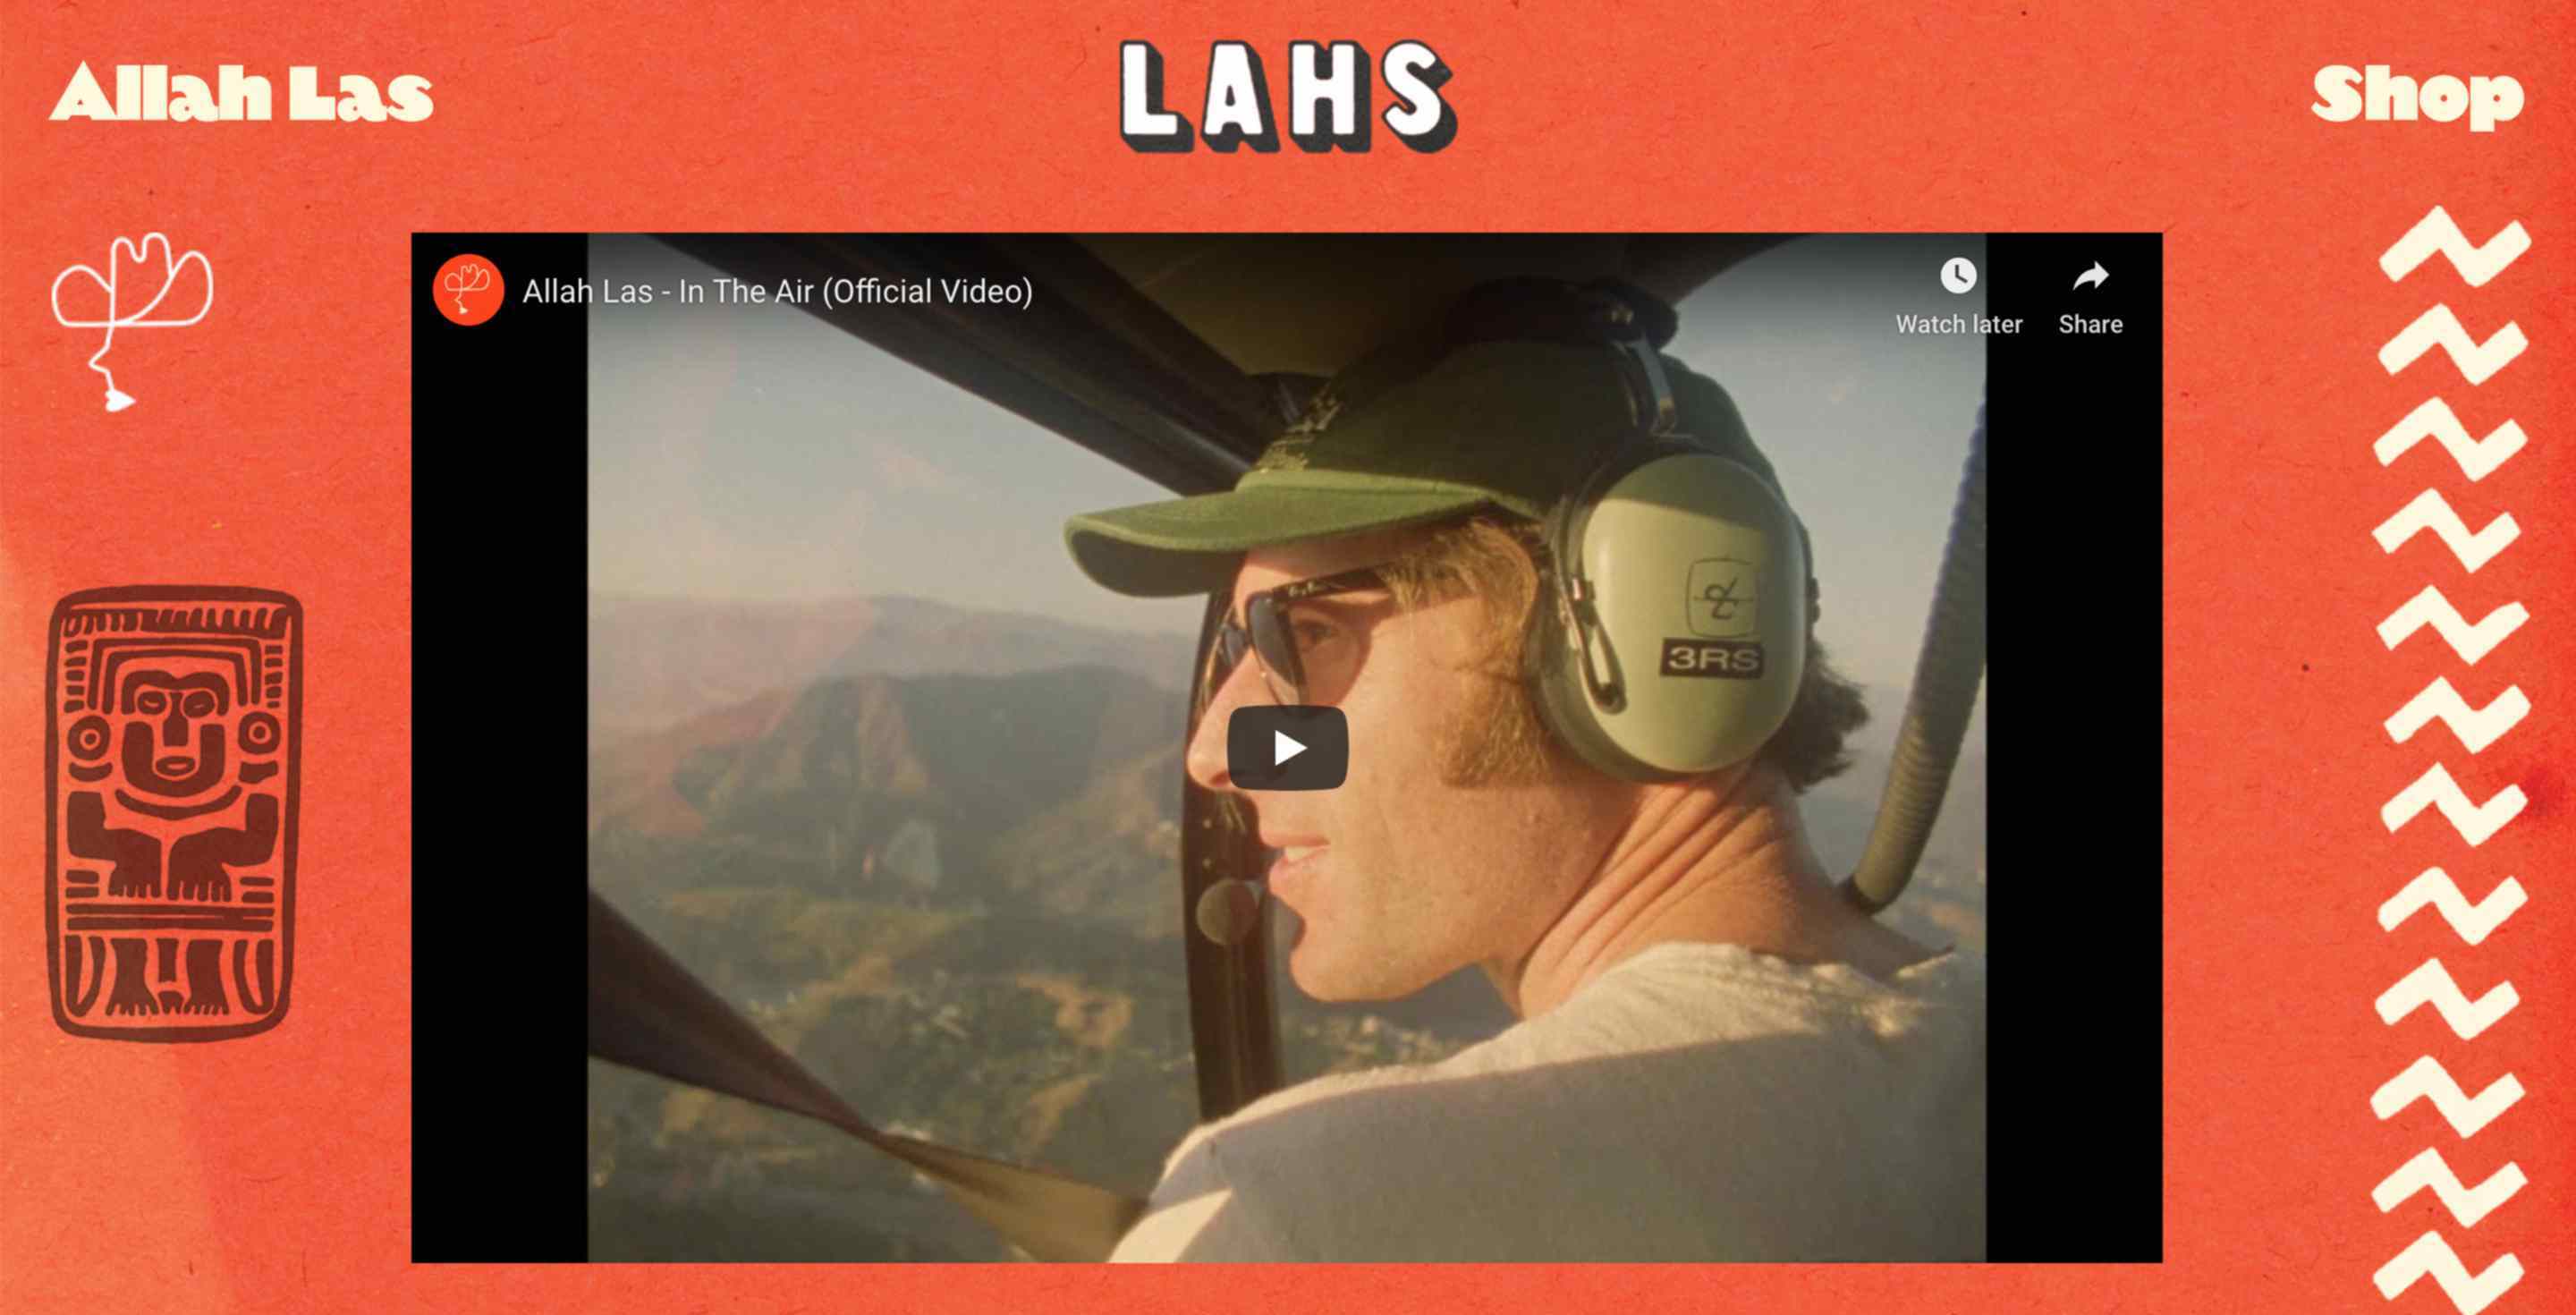 Allah Las
LAHS
Shop
Allah Las - In The Air (Official Video)
Watch later
Share
3RS